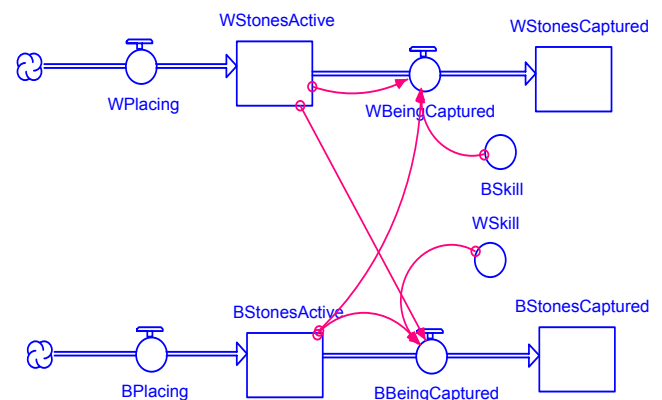 WStonesActive
WStonesCaptured
WPlacing
WBeingCaptured
BSkill
WSkill
BStonesActive
BStonesCaptured
BPlacing
BBeingCaptured